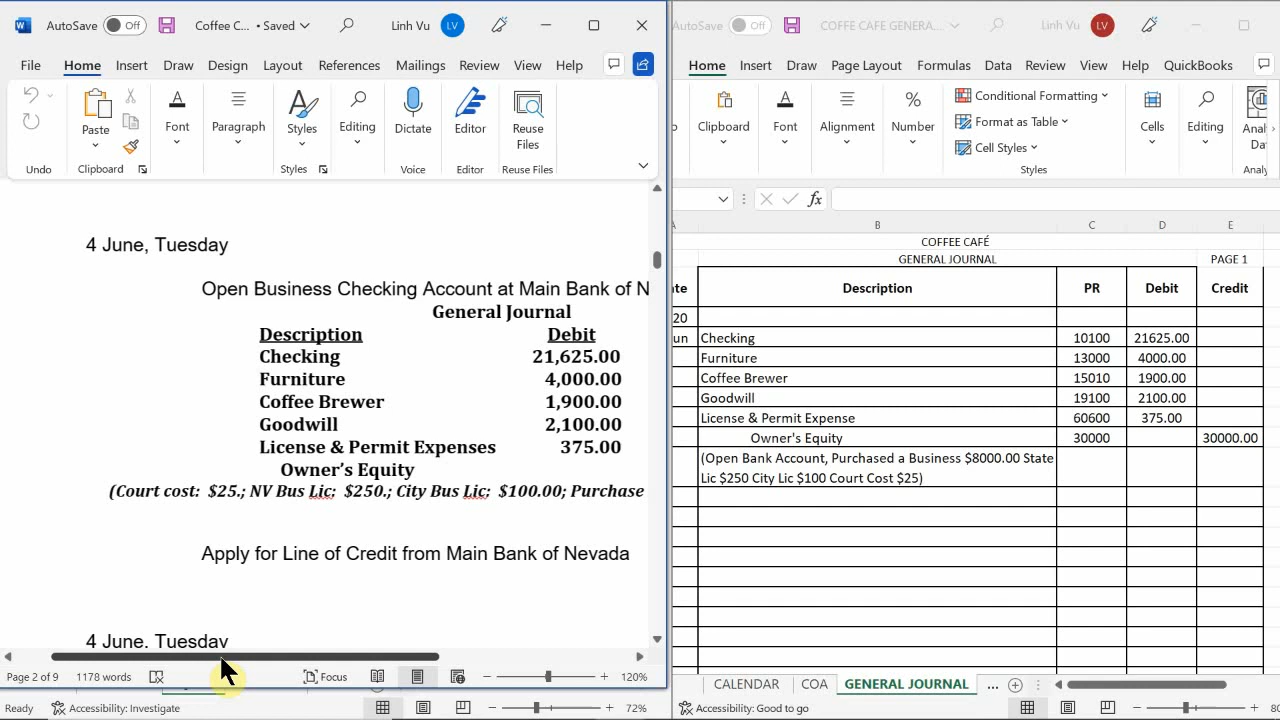 AutoSave Off Coffee C... • Saved Linh Vu LV
File Home Insert Draw Design Layout References Mailings Review View Help
Paste Font Paragraph Styles Editing Dictate Editor Reuse Files
Undo Clipboard Styles Voice Editor Reuse Files
4 June, Tuesday
Open Business Checking Account at Main Bank of N
General Journal
Description Debit
Checking 21,625.00
Furniture 4,000.00
Coffee Brewer 1,900.00
Goodwill 2,100.00
License & Permit Expenses 375.00
Owner's Equity
(Court cost: $25.; NV Bus Lic: $250.; City Bus Lic: $100.00; Purchase
Apply for Line of Credit from Main Bank of Nevada
4 June, Tuesday
Page 2 of 9 1178 words Focus 120%
Ready Accessibility: Investigate 72%
AutoSave Off COFFE CAFE GENERA... Linh Vu LV
Home Insert Draw Page Layout Formulas Data Review View Help QuickBooks
Clipboard Font Alignment Number Conditional Formatting Format as Table Cell Styles Cells Editing Anal
Da
Styles Analy
fx
A B C D E
COFFEE CAFÉ
GENERAL JOURNAL PAGE 1
te Description PR Debit Credit
20
un Checking 10100 21625.00
Furniture 13000 4000.00
Coffee Brewer 15010 1900.00
Goodwill 19100 2100.00
License & Permit Expense 60600 375.00
Owner's Equity 30000 30000.00
(Open Bank Account, Purchased a Business $8000.00 State
Lic $250 City Lic $100 Court Cost $25)
CALENDAR COA GENERAL JOURNAL ...
Accessibility: Good to go 80